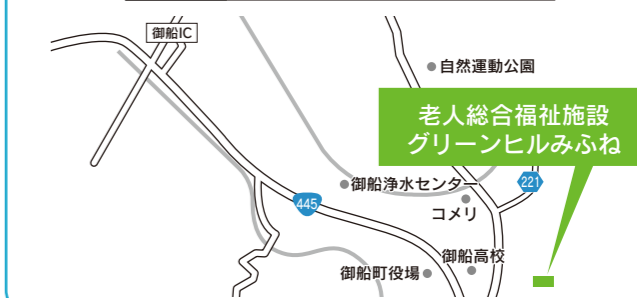 御船IC
自然運動公園
老人総合福祉施設
グリーンヒルみふね
御船浄水センター
221
コメリ
445
御船高校
御船町役場